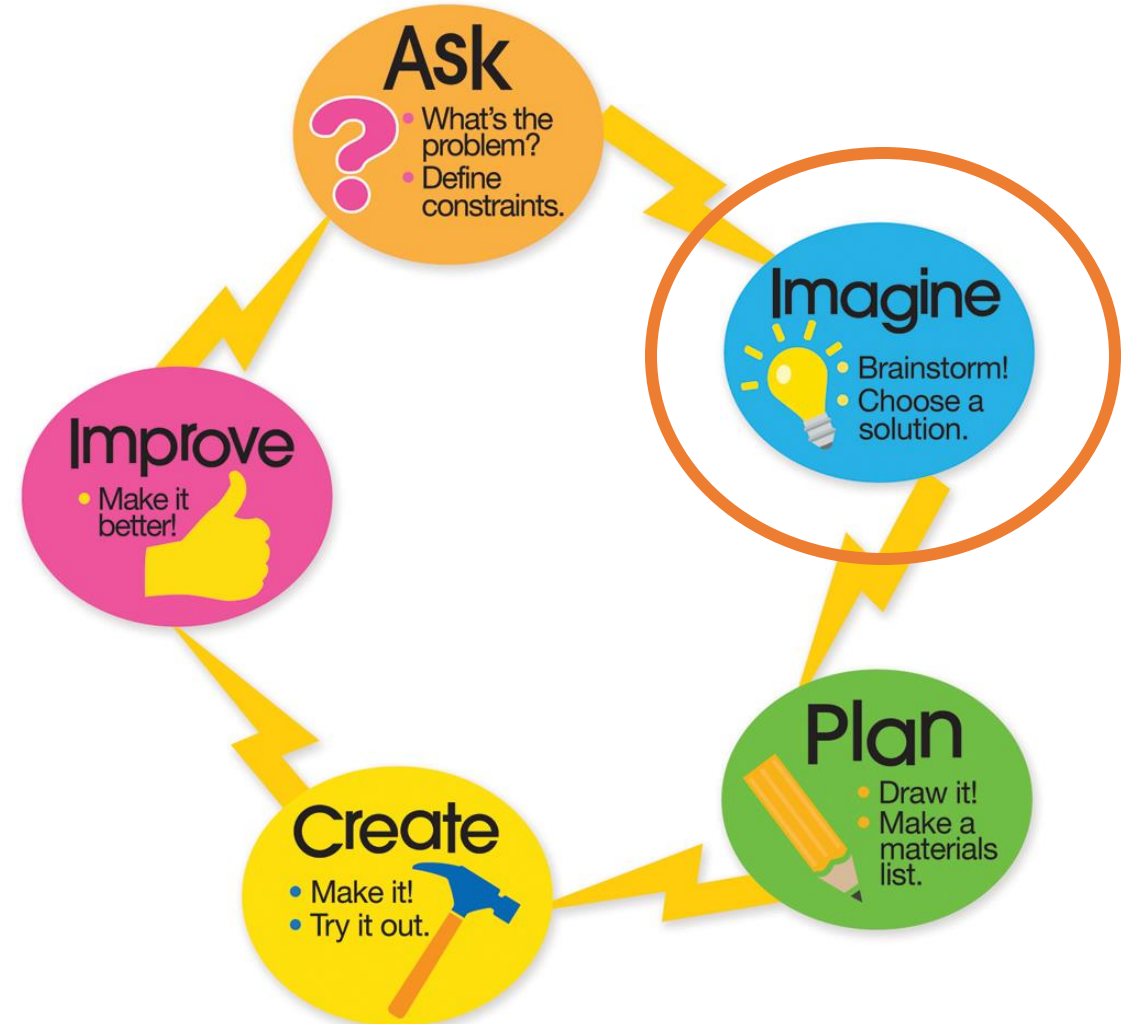 Ask
• What's the
problem?
• Define
constraints.
Imagine
• Brainstorm!
• Choose a
solution.
Plan
• Draw it!
• Make a
materials
list.
Create
• Make it!
• Try it out.
Improve
• Make it
better!